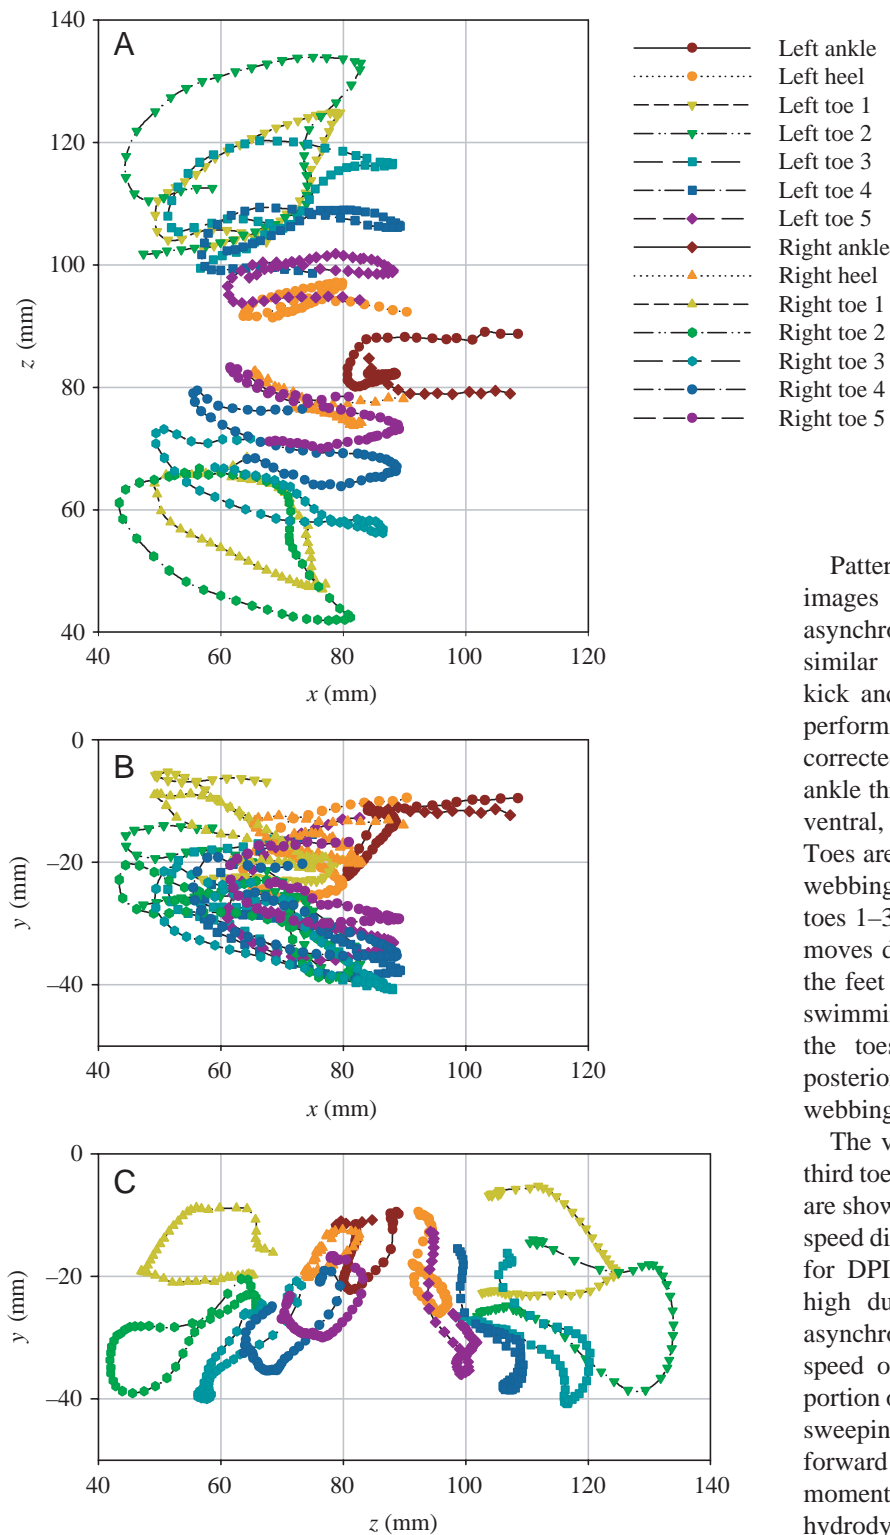 A
140
120
100
80
60
40
z (mm)
40
60
80
100
120
x (mm)
Left ankle
Left heel
Left toe 1
Left toe 2
Left toe 3
Left toe 4
Left toe 5
Right ankle
Right heel
Right toe 1
Right toe 2
Right toe 3
Right toe 4
Right toe 5
B
0
–20
–40
y (mm)
40
60
80
100
120
x (mm)
C
0
–20
–40
y (mm)
40
60
80
100
120
140
z (mm)
Patter
images
asynchro
similar
kick and
perform
correcte
ankle th
ventral,
Toes are
webbing
toes 1–3
moves d
the feet
swimmi
the toes
posterio
webbing
The v
third toe
are show
speed di
for DPI
high du
asynchro
speed o
portion o
sweepin
forward
moment
hydrody